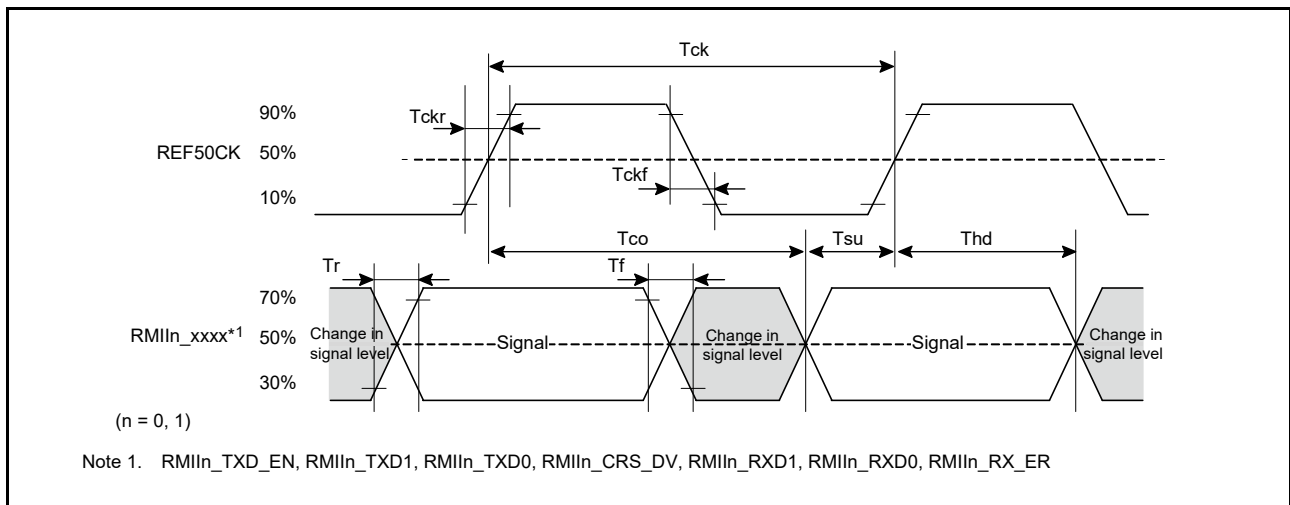 Tck
90%
Tckr
REF50CK
50%
Tckf
10%
Tco
Tsu
Thd
Tr
Tf
70%
RMIIn_xxxx*1
50%
Change in
signal level
Signal
Change in
signal level
Signal
Change in
signal level
30%
(n = 0, 1)
Note 1. RMIIn_TXD_EN, RMIIn_TXD1, RMIIn_TXD0, RMIIn_CRS_DV, RMIIn_RXD1, RMIIn_RXD0, RMIIn_RX_ER